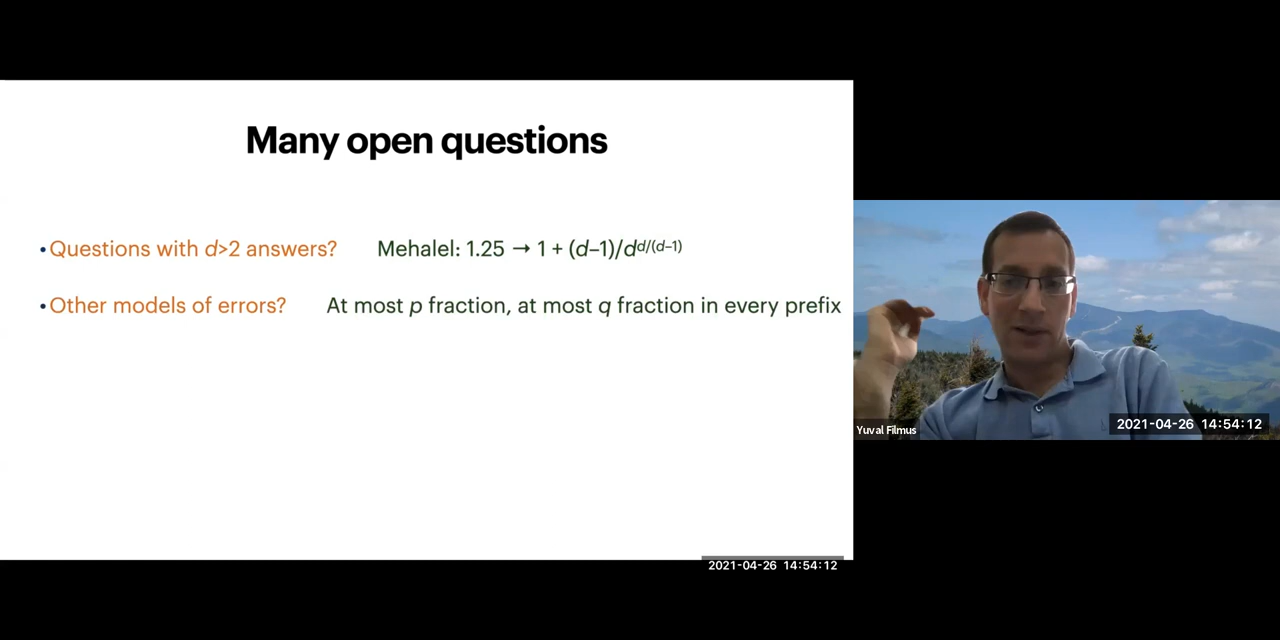 Many open questions
•Questions with d>2 answers? Mehalel: 1.25 → 1 + (d–1)/d^d/(d–1)
•Other models of errors? At most p fraction, at most q fraction in every prefix
Yuval Filmus
2021-04-26 14:54:12
2021-04-26 14:54:12